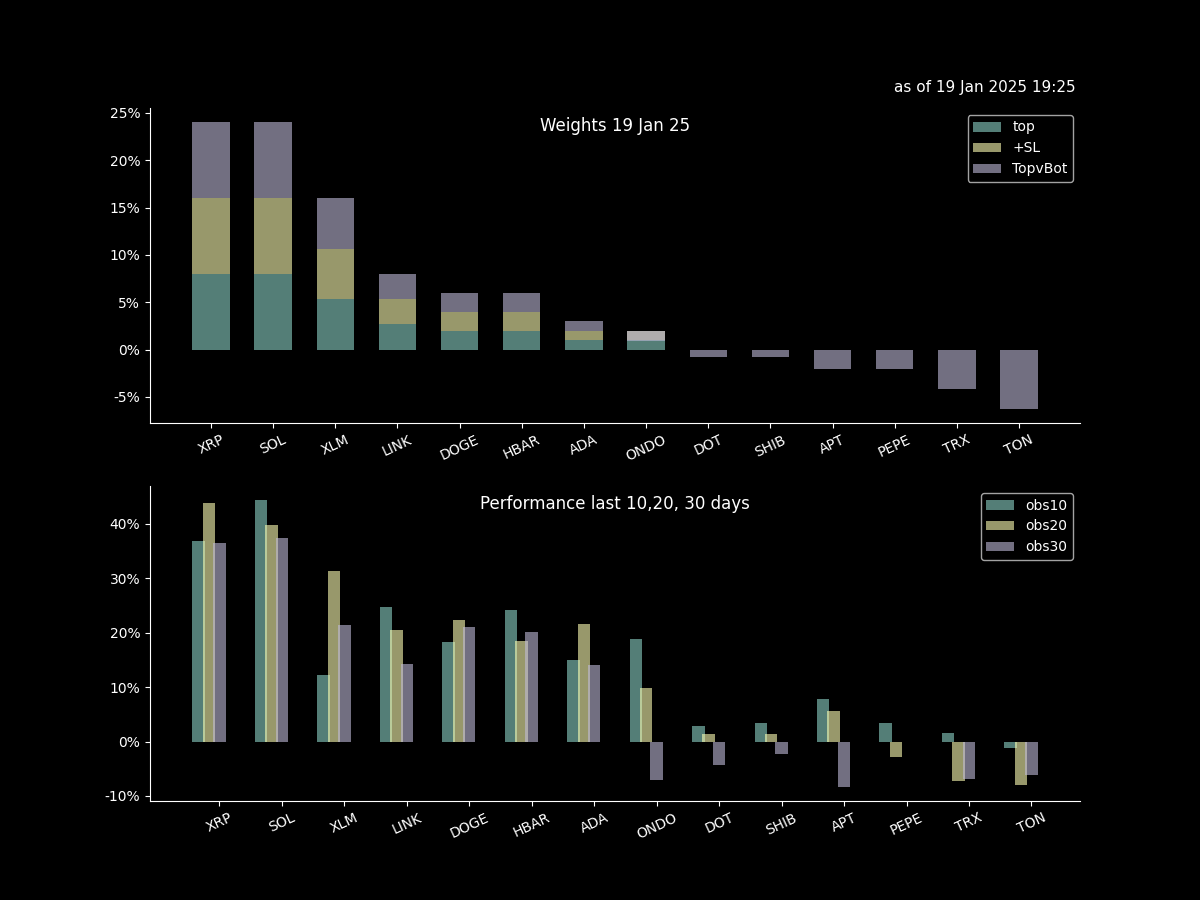 as of 19 Jan 2025 19:25
Weights 19 Jan 25
top
+SL
TopvBot
25%
20%
15%
10%
5%
0%
-5%
XRP SOL XLM LINK DOGE HBAR ADA ONDO DOT SHIB APT PEPE TRX TON
Performance last 10,20, 30 days
obs10
obs20
obs30
40%
30%
20%
10%
0%
-10%
XRP SOL XLM LINK DOGE HBAR ADA ONDO DOT SHIB APT PEPE TRX TON